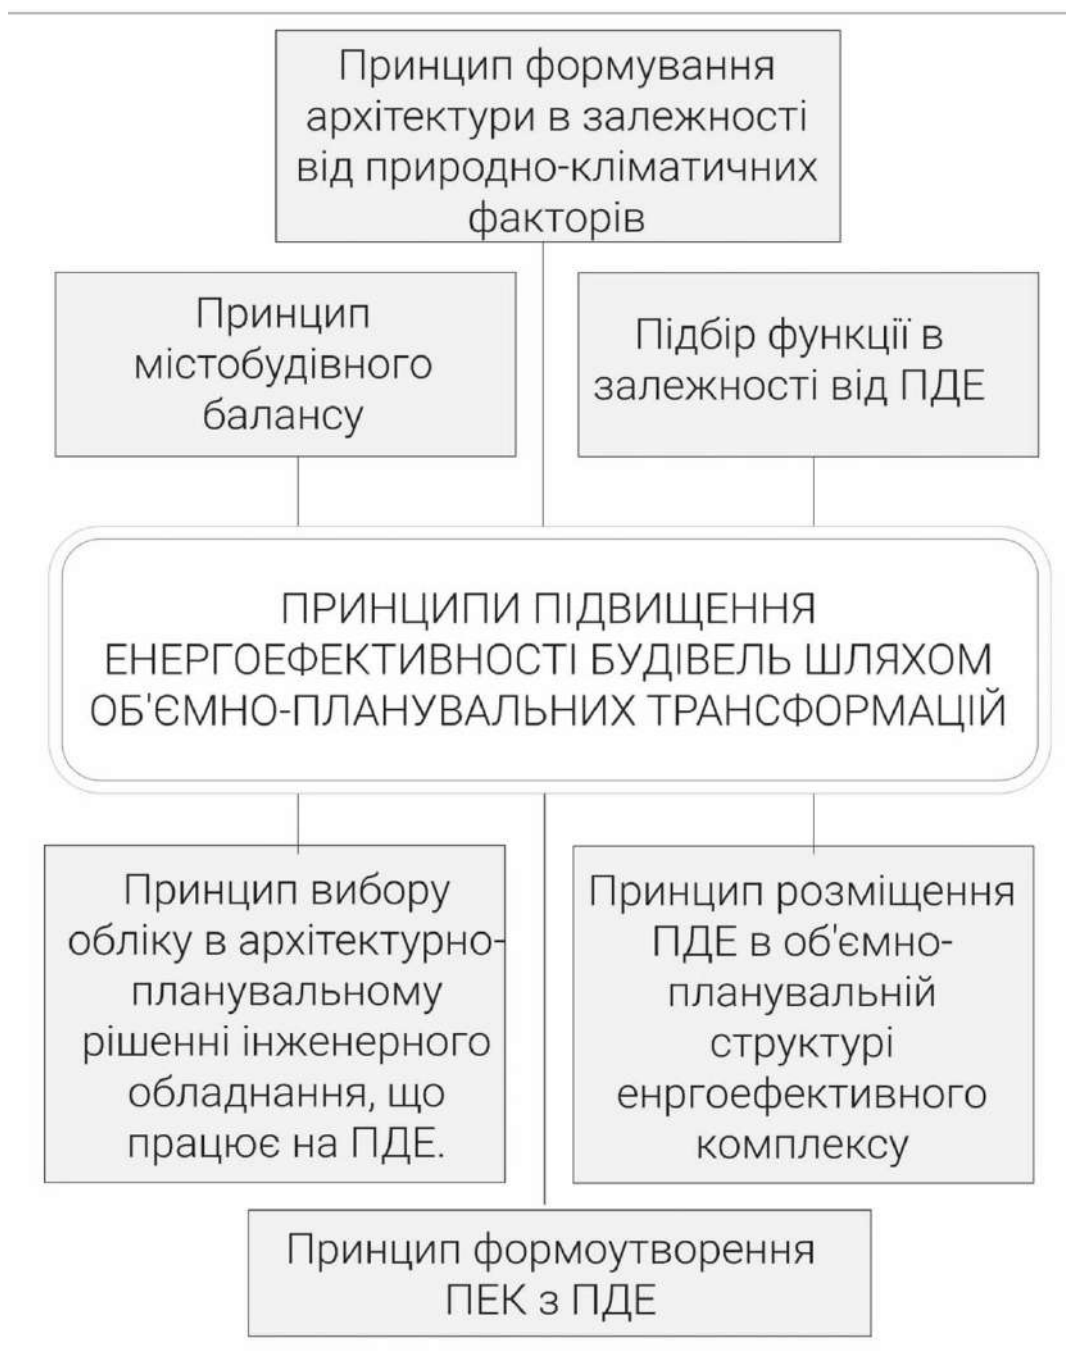 Принцип формування
архітектури в залежності
від природно-кліматичних
факторів
Принцип
містобудівного
балансу
Підбір функції в
залежності від ПДЕ
ПРИНЦИПИ ПІДВИЩЕННЯ
ЕНЕРГОЕФЕКТИВНОСТІ БУДІВЕЛЬ ШЛЯХОМ
ОБ'ЄМНО-ПЛАНУВАЛЬНИХ ТРАНСФОРМАЦІЙ
Принцип вибору
обліку в архітектурно-
планувальному
рішенні інженерного
обладнання, що
працює на ПДЕ.
Принцип розміщення
ПДЕ в об'ємно-
планувальній
структурі
енргоефективного
комплексу
Принцип формоутворення
ПЕК з ПДЕ